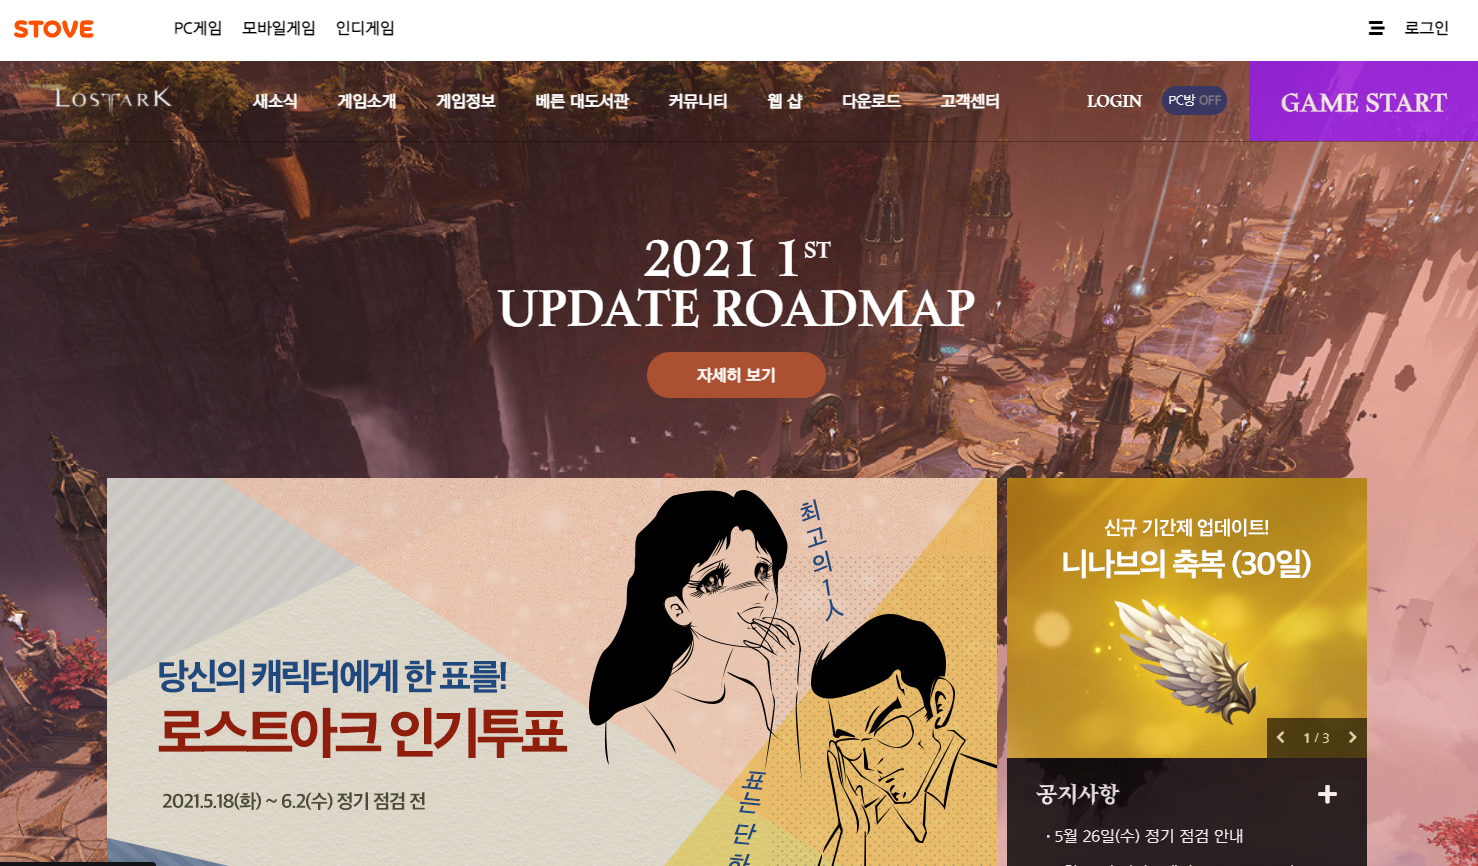 STOVE PC게임 모바일게임 인디게임 로그인
LOSTARK 새소식 게임소개 게임정보 베른 대도서관 커뮤니티 웹 샵 다운로드 고객센터 LOGIN PC방 OFF GAME START
2021 1ST
UPDATE ROADMAP
자세히 보기
최고의 1人
당신의 캐릭터에게 한 표를!
로스트아크 인기투표
2021.5.18(화) ~ 6.2(수) 정기 점검 전
표는 단 하
신규 기간제 업데이트!
니나브의 축복 (30일)
1 / 3
공지사항
· 5월 26일(수) 정기 점검 안내